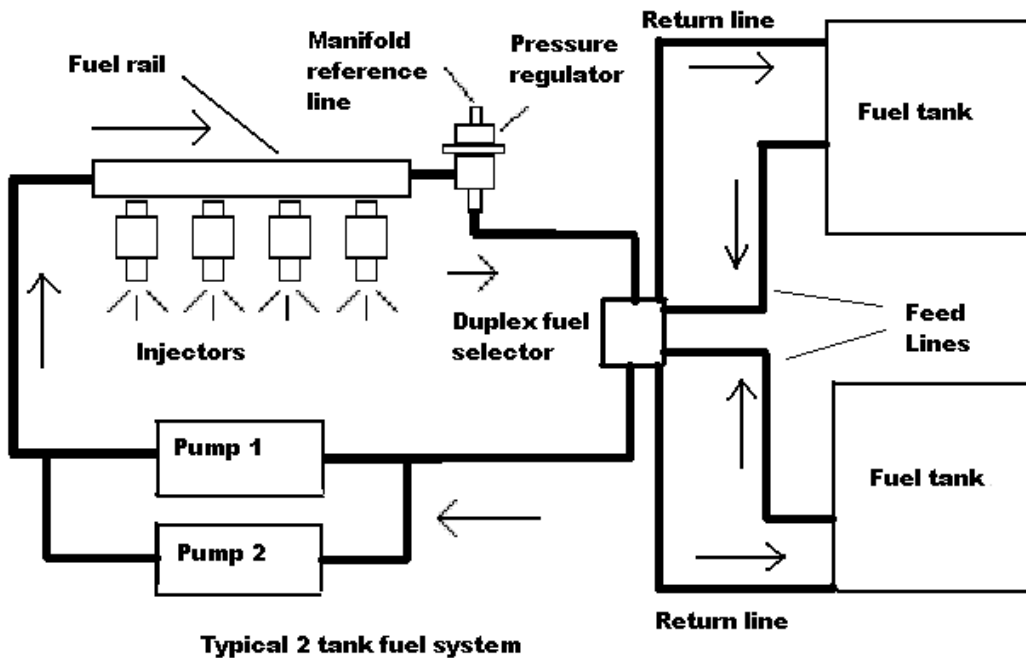 Return line
Manifold
reference
line
Pressure
regulator
Fuel rail
Fuel tank
Injectors
Duplex fuel
selector
Feed
Lines
Pump 1
Fuel tank
Pump 2
Return line
Typical 2 tank fuel system